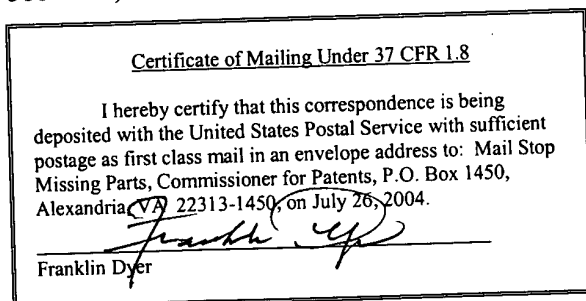 Certificate of Mailing Under 37 CFR 1.8
I hereby certify that this correspondence is being
deposited with the United States Postal Service with sufficient
postage as first class mail in an envelope address to: Mail Stop
Missing Parts, Commissioner for Patents, P.O. Box 1450,
Alexandria, VA 22313-1450, on July 26, 2004.
Franklin Dyer